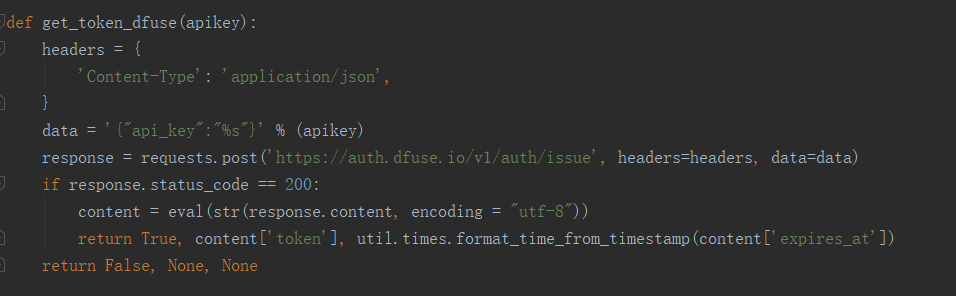 def get_token_dfuse(apikey):
    headers = {
        'Content-Type': 'application/json',
    }
    data = '{"api_key":"%s"}' % (apikey)
    response = requests.post('https://auth.dfuse.io/v1/auth/issue', headers=headers, data=data)
    if response.status_code == 200:
        content = eval(str(response.content, encoding = "utf-8"))
        return True, content['token'], util.times.format_time_from_timestamp(content['expires_at'])
    return False, None, None